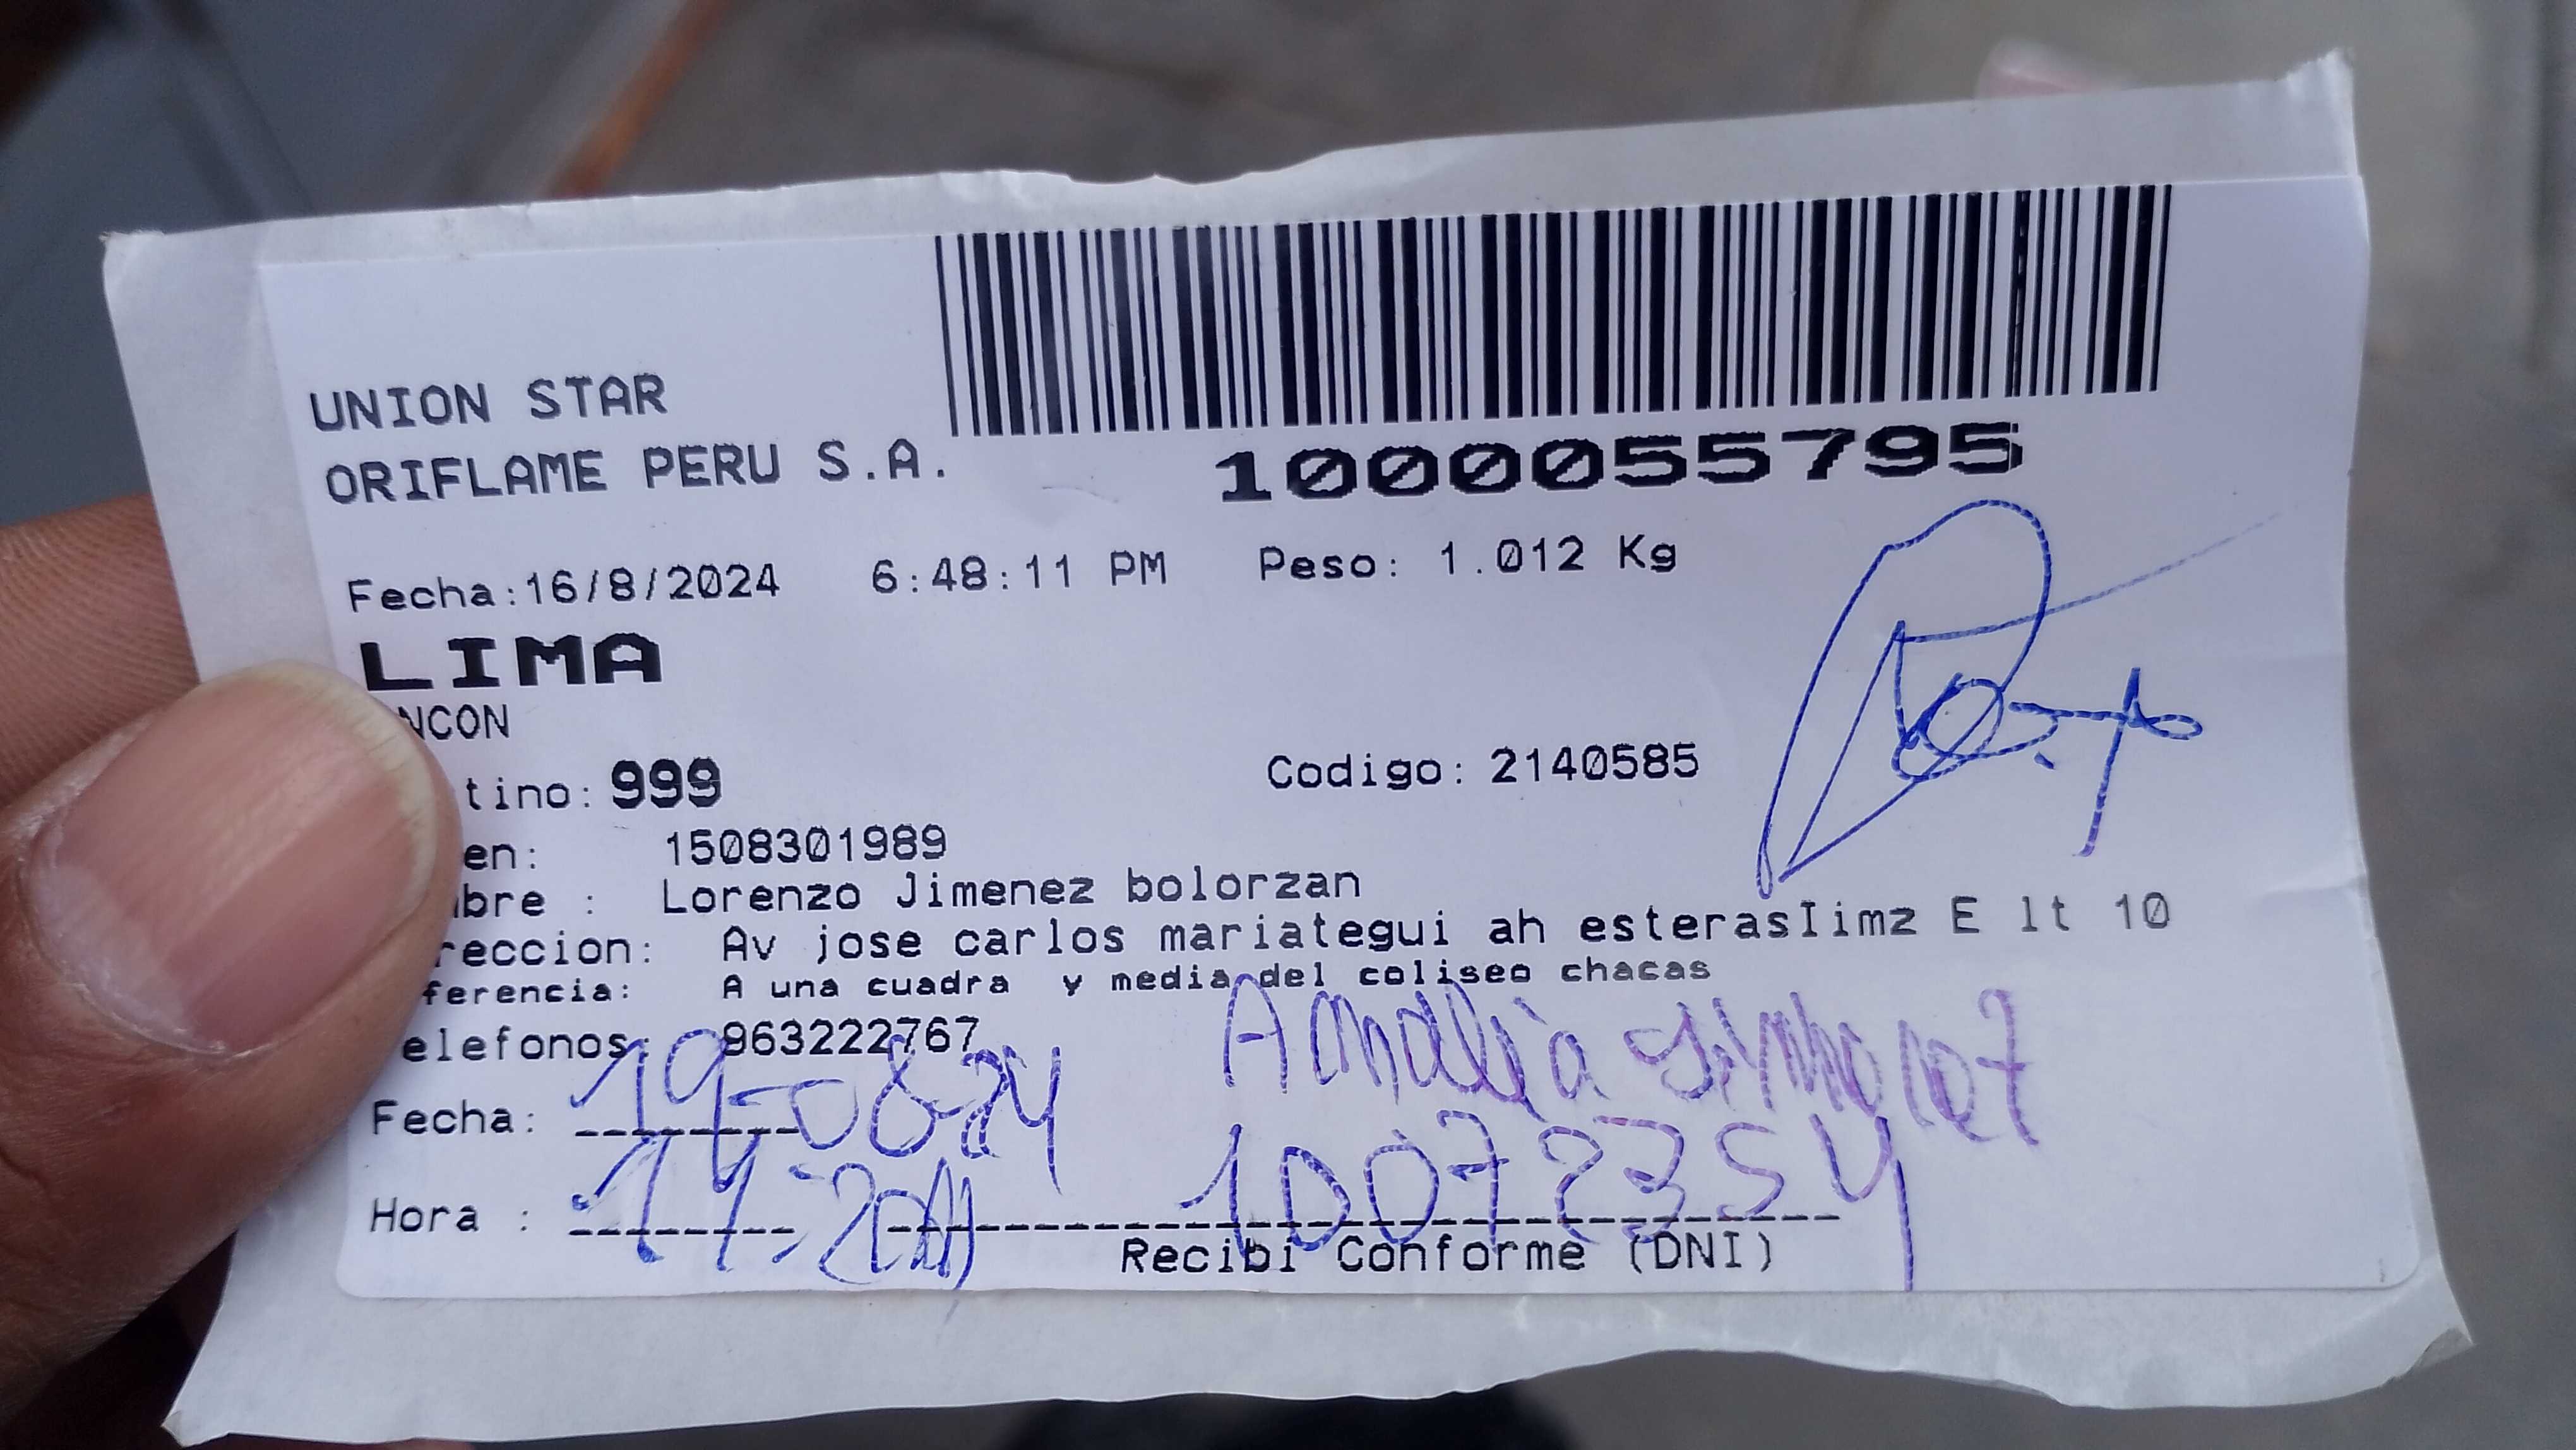 UNION STAR
ORIFLAME PERU S.A.
1000055795
Fecha:16/8/2024 6:48:11 PM Peso: 1.012 Kg
LIMA
NCON
tino: 999 Codigo: 2140585
en: 1508301989
bre : Lorenzo Jimenez bolorzan
reccion: Av jose carlos mariategui ah esterasIimz E lt 10
ferencia: A una cuadra y media del coliseo chacas
elefonos: 963222767
Amalia
Fecha: 19-08-24
10072354
Hora :
Recibi Conforme (DNI)